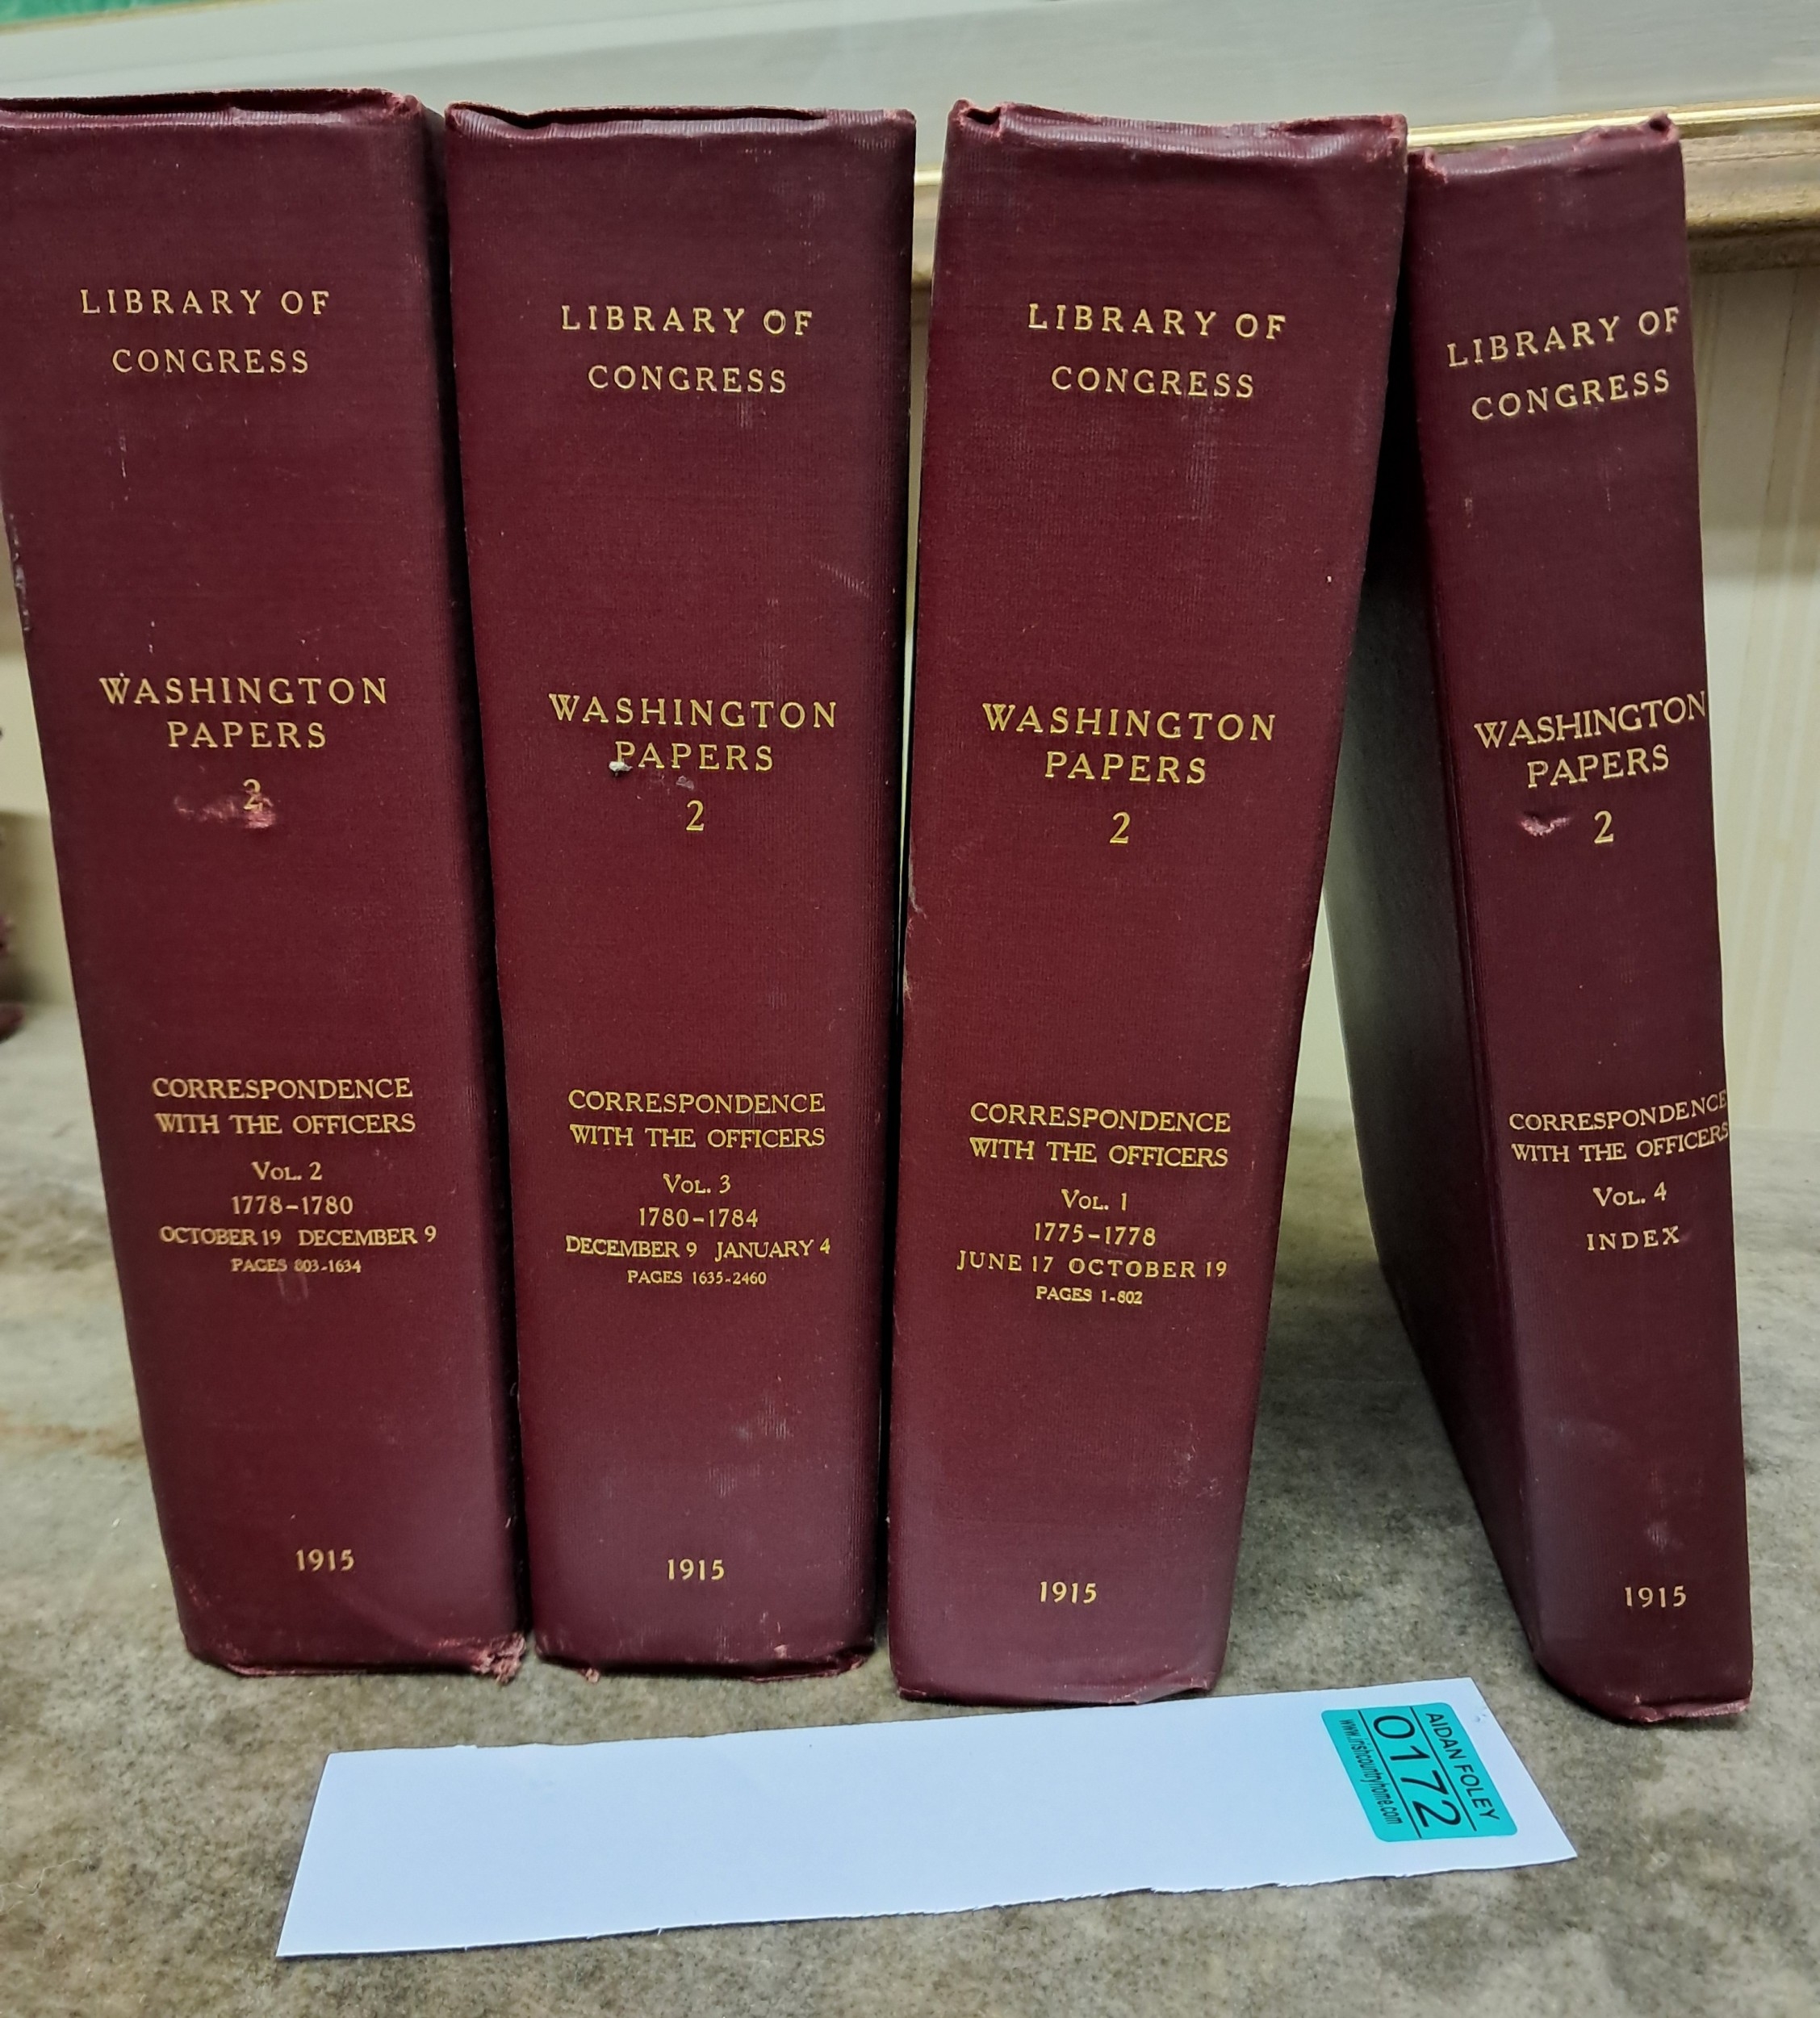 LIBRARY OF
CONGRESS
WASHINGTON
PAPERS
2
CORRESPONDENCE
WITH THE OFFICERS
VOL. 2
1778-1780
OCTOBER 19 DECEMBER 9
PAGES 803-1634
1915
LIBRARY OF
CONGRESS
WASHINGTON
PAPERS
2
CORRESPONDENCE
WITH THE OFFICERS
VOL. 3
1780-1784
DECEMBER 9 JANUARY 4
PAGES 1635-2460
1915
LIBRARY OF
CONGRESS
WASHINGTON
PAPERS
2
CORRESPONDENCE
WITH THE OFFICERS
VOL. 1
1775-1778
JUNE 17 OCTOBER 19
PAGES 1-802
1915
LIBRARY OF
CONGRESS
WASHINGTON
PAPERS
2
CORRESPONDENCE
WITH THE OFFICERS
VOL. 4
INDEX
1915
AIDAN FOLEY
0172
www.irishcountryhome.com